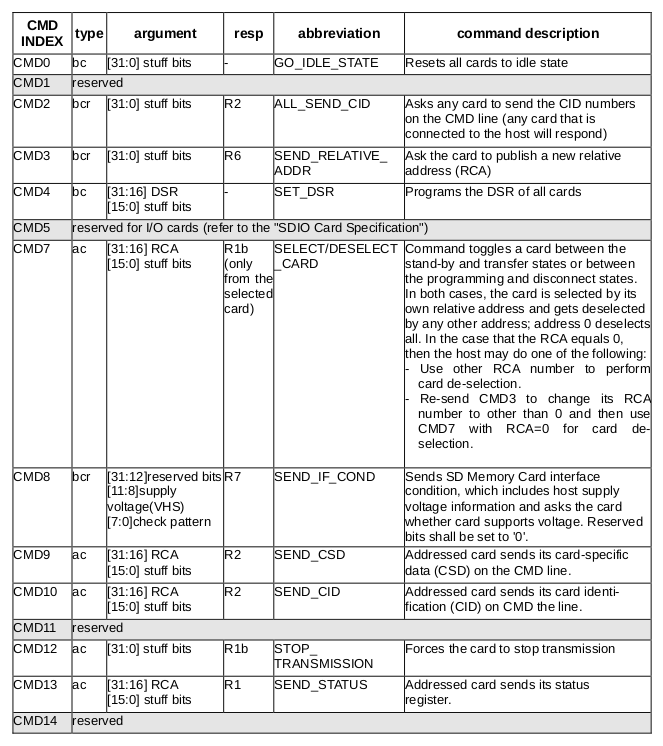 CMD INDEX type argument resp abbreviation command description
CMD0 bc [31:0] stuff bits - GO_IDLE_STATE Resets all cards to idle state
CMD1 reserved
CMD2 bcr [31:0] stuff bits R2 ALL_SEND_CID Asks any card to send the CID numbers
on the CMD line (any card that is
connected to the host will respond)
CMD3 bcr [31:0] stuff bits R6 SEND_RELATIVE_ Ask the card to publish a new relative
ADDR address (RCA)
CMD4 bc [31:16] DSR - SET_DSR Programs the DSR of all cards
[15:0] stuff bits
CMD5 reserved for I/O cards (refer to the "SDIO Card Specification")
CMD7 ac [31:16] RCA R1b SELECT/DESELECT Command toggles a card between the
[15:0] stuff bits (only _CARD stand-by and transfer states or between
from the the programming and disconnect states.
selected In both cases, the card is selected by its
card) own relative address and gets deselected
by any other address; address 0 deselects
all. In the case that the RCA equals 0,
then the host may do one of the following:
- Use other RCA number to perform
card de-selection.
- Re-send CMD3 to change its RCA
number to other than 0 and then use
CMD7 with RCA=0 for card de-
selection.
CMD8 bcr [31:12]reserved bits R7 SEND_IF_COND Sends SD Memory Card interface
[11:8]supply condition, which includes host supply
voltage(VHS) voltage information and asks the card
[7:0]check pattern whether card supports voltage. Reserved
bits shall be set to '0'.
CMD9 ac [31:16] RCA R2 SEND_CSD Addressed card sends its card-specific
[15:0] stuff bits data (CSD) on the CMD line.
CMD10 ac [31:16] RCA R2 SEND_CID Addressed card sends its card identi-
[15:0] stuff bits fication (CID) on CMD the line.
CMD11 reserved
CMD12 ac [31:0] stuff bits R1b STOP_ Forces the card to stop transmission
TRANSMISSION
CMD13 ac [31:16] RCA R1 SEND_STATUS Addressed card sends its status
[15:0] stuff bits register.
CMD14 reserved